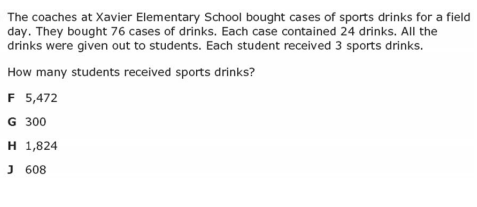 The coaches at Xavier Elementary School bought cases of sports drinks for a field
day. They bought 76 cases of drinks. Each case contained 24 drinks. All the
drinks were given out to students. Each student received 3 sports drinks.
How many students received sports drinks?
F 5,472
G 300
H 1,824
J 608